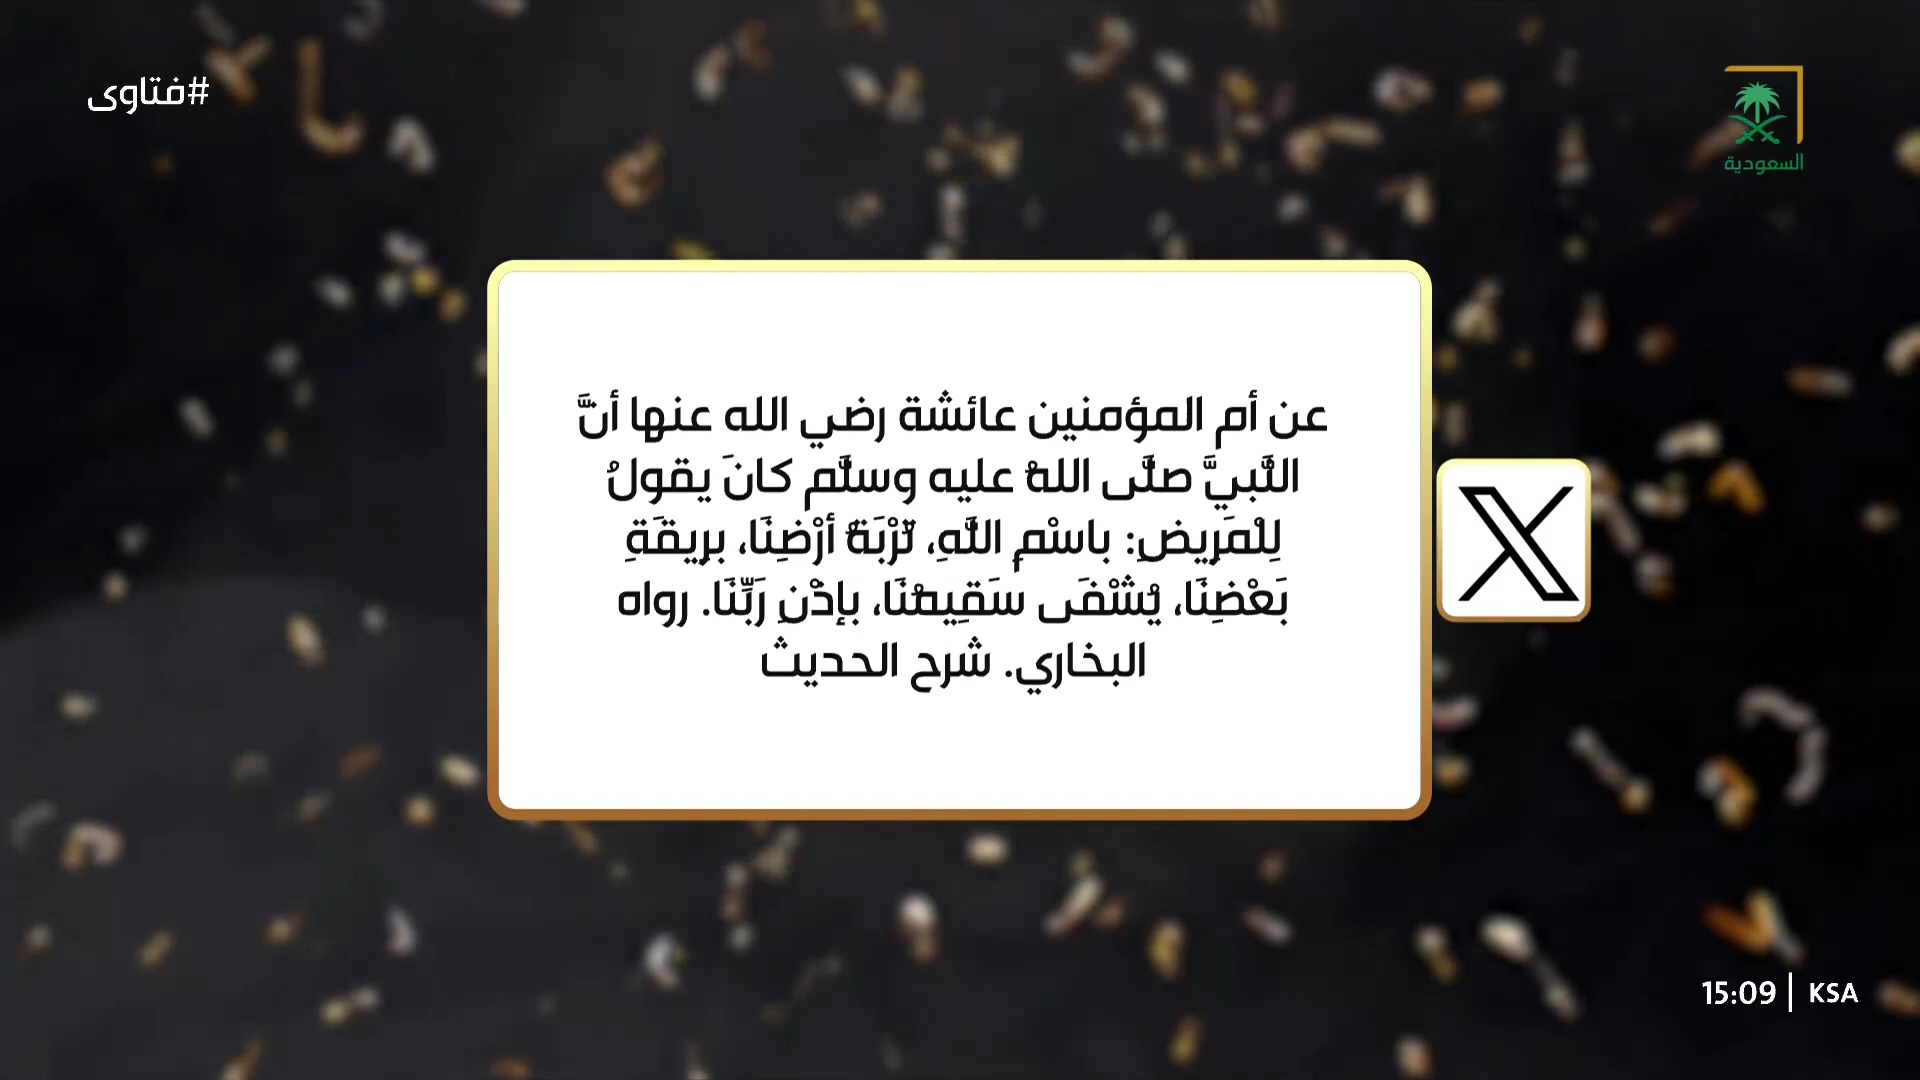 #فتاوى
السعودية
عن أم المؤمنين عائشة رضي الله عنها أنَّ
النَّبيَّ صلَّى اللهُ عليه وسلَّم كانَ يقولُ
لِلْمَرِيضِ: باسْمِ اللَّهِ، تُرْبَةُ أرْضِنَا، برِيقَةِ
بَعْضِنَا، يُشْفَى سَقِيمُنَا، بإذْنِ رَبِّنَا. رواه
البخاري. شرح الحديث
15:09 | KSA